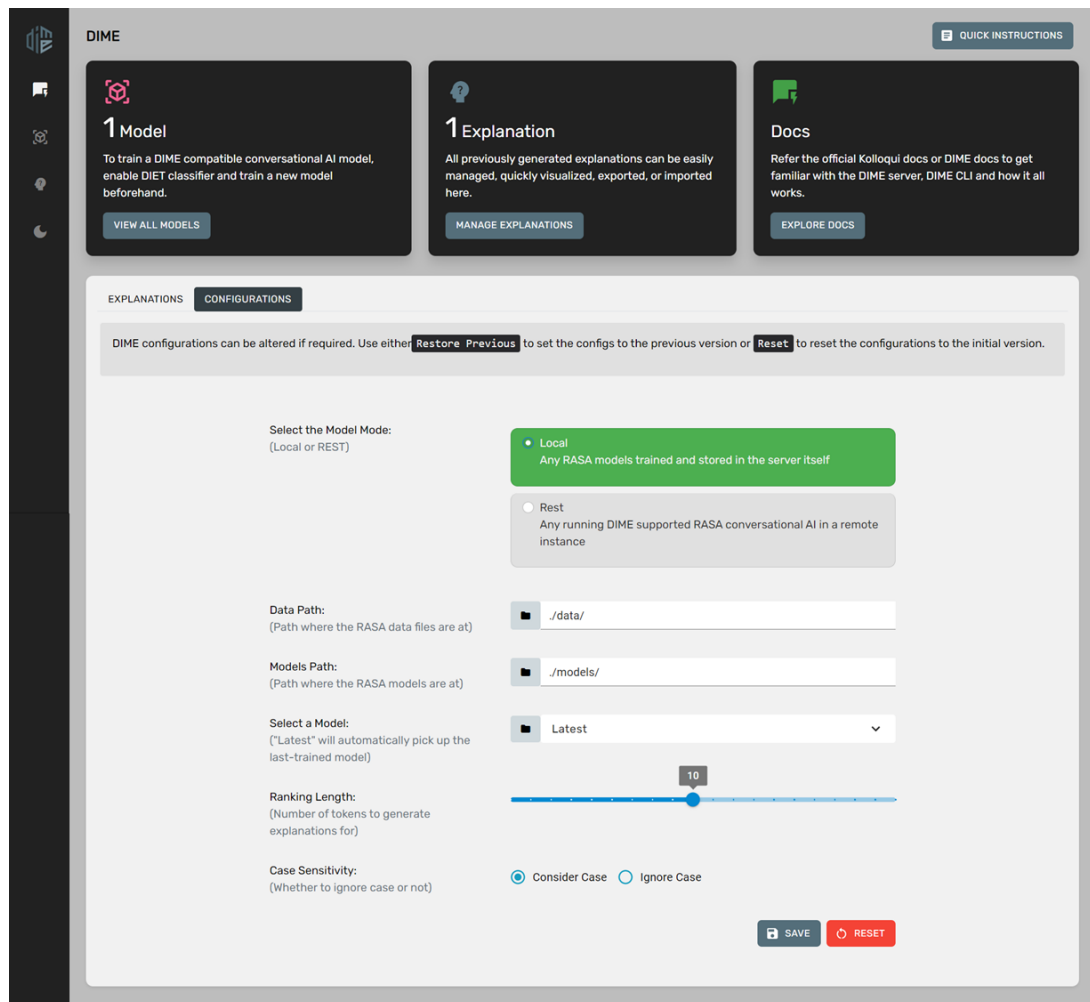 dime
DIME
QUICK INSTRUCTIONS
1 Model
To train a DIME compatible conversational AI model,
enable DIET classifier and train a new model
beforehand.
VIEW ALL MODELS
1 Explanation
All previously generated explanations can be easily
managed, quickly visualized, exported, or imported
here.
MANAGE EXPLANATIONS
Docs
Refer the official Kolloqui docs or DIME docs to get
familiar with the DIME server, DIME CLI and how it all
works.
EXPLORE DOCS
EXPLANATIONS
CONFIGURATIONS
DIME configurations can be altered if required. Use either Restore Previous to set the configs to the previous version or Reset to reset the configurations to the initial version.
Select the Model Mode:
(Local or REST)
Local
Any RASA models trained and stored in the server itself
Rest
Any running DIME supported RASA conversational AI in a remote
instance
Data Path:
(Path where the RASA data files are at)
./data/
Models Path:
(Path where the RASA models are at)
./models/
Select a Model:
("Latest" will automatically pick up the
last-trained model)
Latest
Ranking Length:
(Number of tokens to generate
explanations for)
10
Case Sensitivity:
(Whether to ignore case or not)
Consider Case
Ignore Case
SAVE
RESET